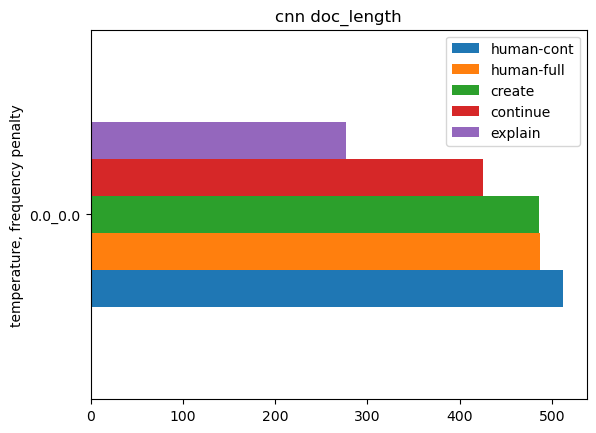 cnn doc_length
human-cont
human-full
create
continue
explain
temperature, frequency penalty
0.0_0.0
0 100 200 300 400 500